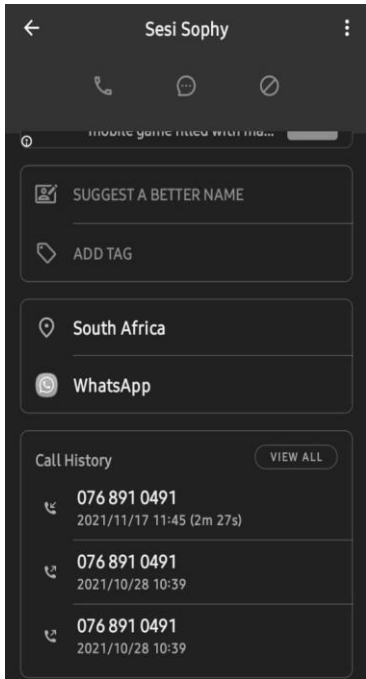 Sesi Sophy
mobile game filled with ma...
SUGGEST A BETTER NAME
ADD TAG
South Africa
WhatsApp
Call History
VIEW ALL
076 891 0491
2021/11/17 11:45 (2m 27s)
076 891 0491
2021/10/28 10:39
076 891 0491
2021/10/28 10:39